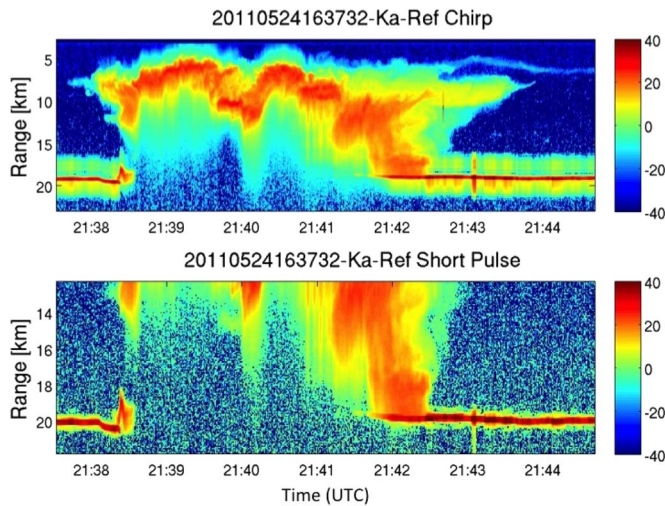 20110524163732-Ka-Ref Chirp
Range [km]
5
10
15
20
21:38 21:39 21:40 21:41 21:42 21:43 21:44
40
20
0
-20
-40
20110524163732-Ka-Ref Short Pulse
Range [km]
14
16
18
20
21:38 21:39 21:40 21:41 21:42 21:43 21:44
40
20
0
-20
-40
Time (UTC)